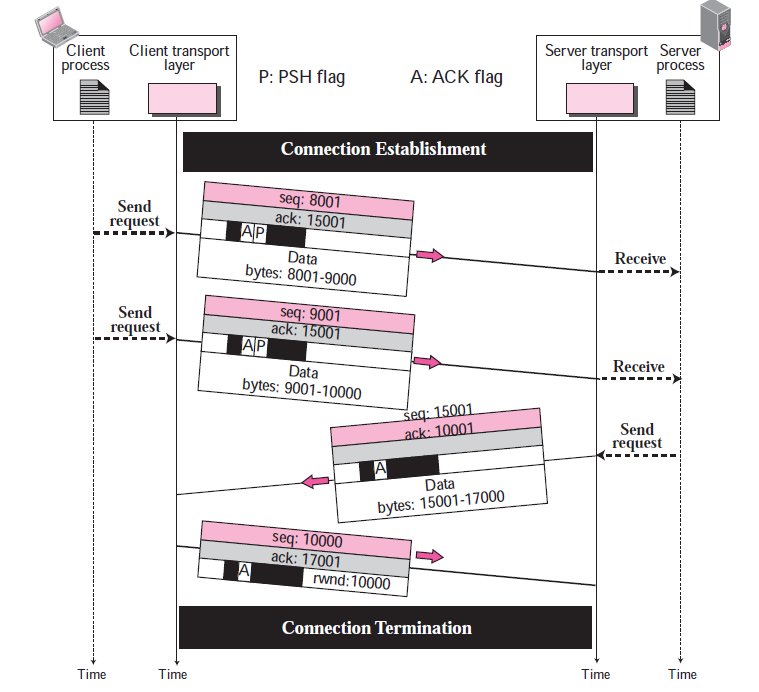 Client process
Client transport layer
Server transport layer
Server process
P: PSH flag
A: ACK flag
Connection Establishment
seq: 8001
ack: 15001
A P
Data
bytes: 8001-9000
Send
request
Receive
seq: 9001
ack: 15001
A P
Data
bytes: 9001-10000
Send
request
Receive
seq: 15001
ack: 10001
A
Data
bytes: 15001-17000
Send
request
seq: 10000
ack: 17001
A
rwnd:10000
Connection Termination
Time
Time
Time
Time